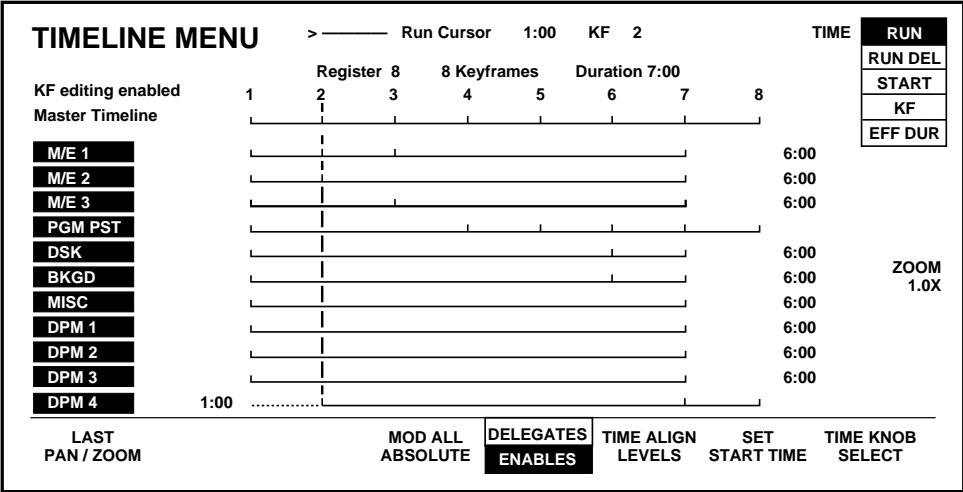 TIMELINE MENU > Run Cursor 1:00 KF 2 TIME RUN
RUN DEL
Register 8 8 Keyframes Duration 7:00
START
KF editing enabled 1 2 3 4 5 6 7 8
KF
Master Timeline
EFF DUR
M/E 1 6:00
M/E 2 6:00
M/E 3 6:00
PGM PST
DSK 6:00
BKGD 6:00
ZOOM
1.0X
MISC 6:00
DPM 1 6:00
DPM 2 6:00
DPM 3 6:00
DPM 4 1:00
LAST
PAN / ZOOM
MOD ALL
ABSOLUTE
DELEGATES
ENABLES
TIME ALIGN
LEVELS
SET
START TIME
TIME KNOB
SELECT